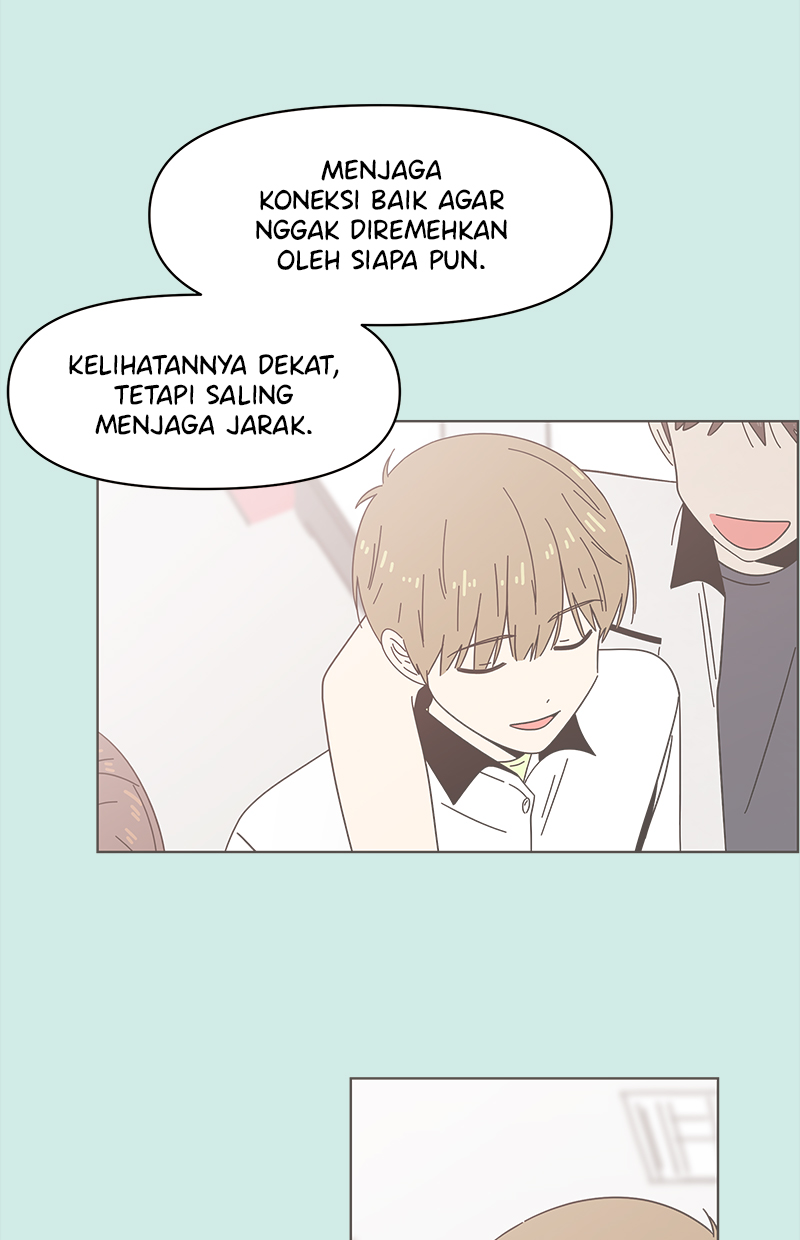 MENJAGA
KONEKSI BAIK AGAR
NGGAK DIREMEHKAN
OLEH SIAPA PUN.
KELIHATANNYA DEKAT,
TETAPI SALING
MENJAGA JARAK.